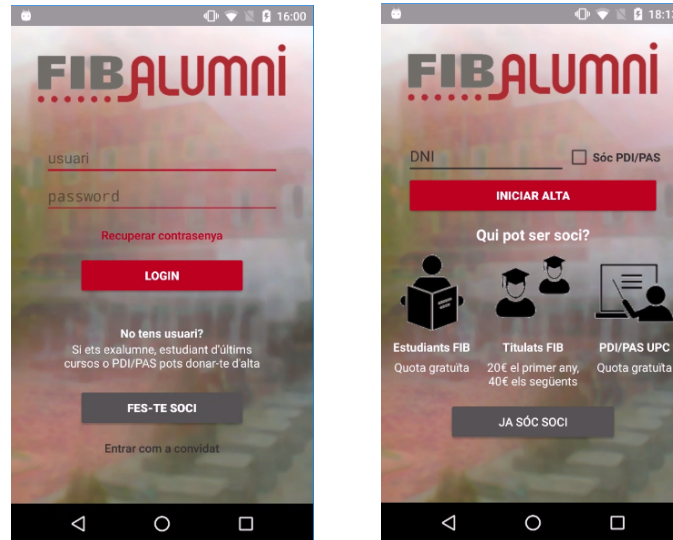 16:00
FIBALUMNI
usuari
password
Recuperar contrasenya
LOGIN
No tens usuari?
Si ets exalumne, estudiant d'últims
cursos o PDI/PAS pots donar-te d'alta
FES-TE SOCI
Entrar com a convidat
FIBALUMNI
DNI
Sóc PDI/PAS
INICIAR ALTA
Qui pot ser soci?
Estudiants FIB
Quota gratuïta
Titulats FIB
20€ el primer any,
40€ els següents
PDI/PAS UPC
Quota gratuïta
JA SÓC SOCI